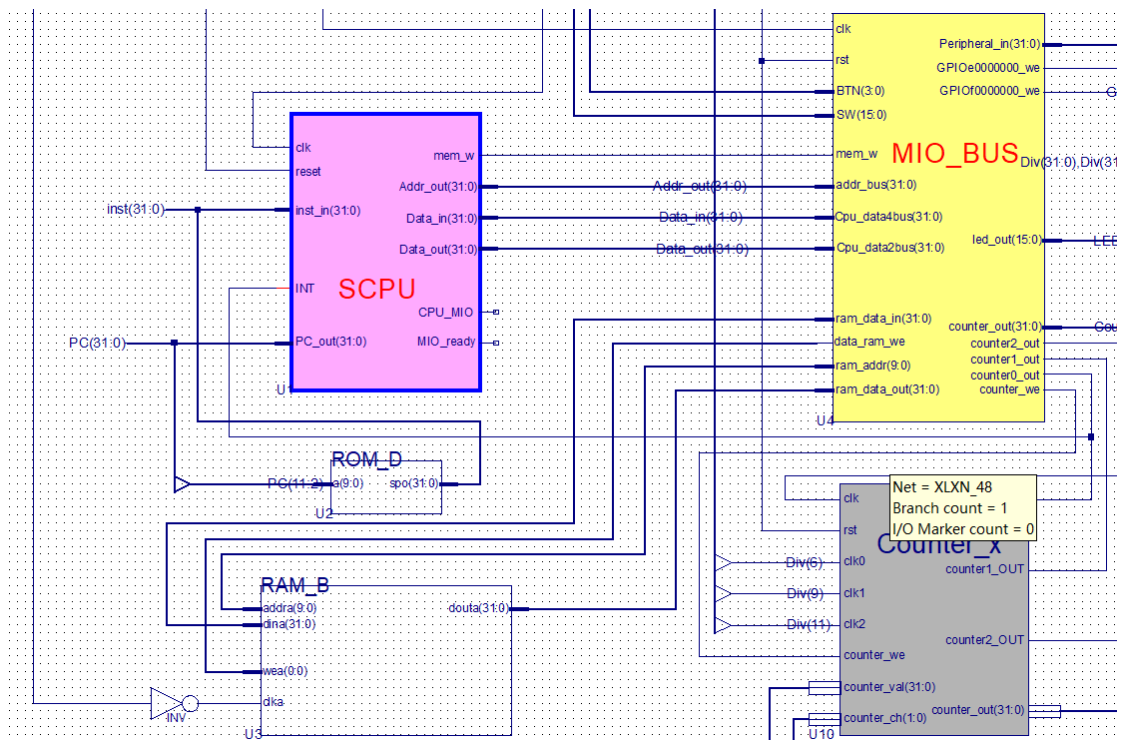 clk
rst
BTN(3:0)
SW(15:0)
mem_w
MIO_BUS
addr_bus(31:0)
Cpu_data4bus(31:0)
Cpu_data2bus(31:0)
ram_data_in(31:0)
data_ram_we
ram_addr(9:0)
ram_data_out(31:0)
U4
Peripheral_in(31:0)
GPIOe0000000_we
GPIOf0000000_we
G
Div(31:0),Div(31
led_out(15:0)
LED
counter_out(31:0)
Cou
counter2_out
counter1_out
counter0_out
counter_we
clk
reset
inst(31:0)
inst_in(31:0)
INT
PC(31:0)
PC_out(31:0)
SCPU
mem_w
Addr_out(31:0)
Data_in(31:0)
Data_out(31:0)
CPU_MIO
MIO_ready
U1
Addr_out(31:0)
Data_in(31:0)
Data_out(31:0)
ROM_D
PC(11:2)
a(9:0)
spo(31:0)
U2
RAM_B
addra(9:0)
dina(31:0)
wea(0:0)
clka
douta(31:0)
U3
INV
Net = XLXN_48
Branch count = 1
I/O Marker count = 0
Counter_x
clk
rst
Div(6)
clk0
Div(9)
clk1
Div(11)
clk2
counter_we
counter_val(31:0)
counter_ch(1:0)
counter1_OUT
counter2_OUT
counter_out(31:0)
U10